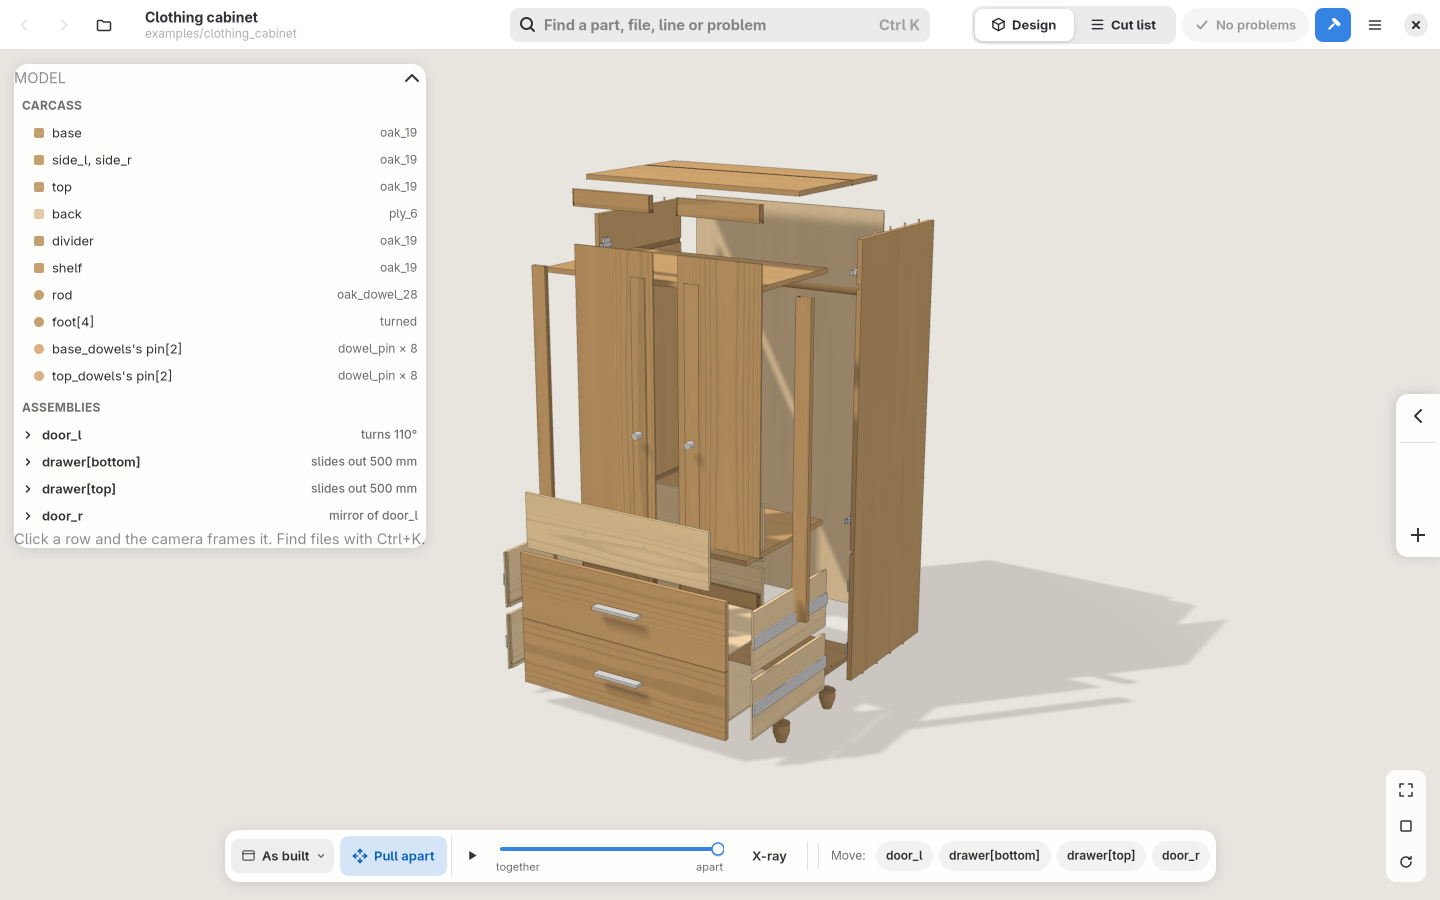 Clothing cabinet
examples/clothing_cabinet
Find a part, file, line or problem Ctrl K
Design
Cut list
No problems
MODEL
CARCASS
base oak_19
side_l, side_r oak_19
top oak_19
back ply_6
divider oak_19
shelf oak_19
rod oak_dowel_28
foot[4] turned
base_dowels's pin[2] dowel_pin × 8
top_dowels's pin[2] dowel_pin × 8
ASSEMBLIES
door_l turns 110°
drawer[bottom] slides out 500 mm
drawer[top] slides out 500 mm
door_r mirror of door_l
Click a row and the camera frames it. Find files with Ctrl+K.
As built
Pull apart
together apart
X-ray
Move: door_l drawer[bottom] drawer[top] door_r